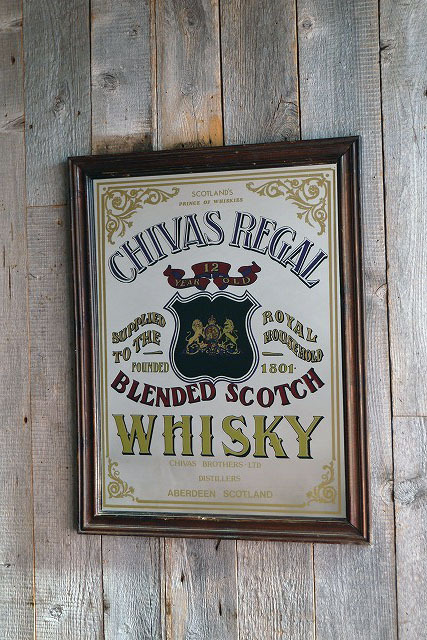 SCOTLAND'S
PRINCE OF WHISKIES
CHIVAS REGAL
12
YEAR OLD
SUPPLIED ROYAL
TO THE HOUSEHOLD
FOUNDED 1801·
BLENDED SCOTCH
WHISKY
CHIVAS BROTHERS·LTD
DISTILLERS
ABERDEEN SCOTLAND